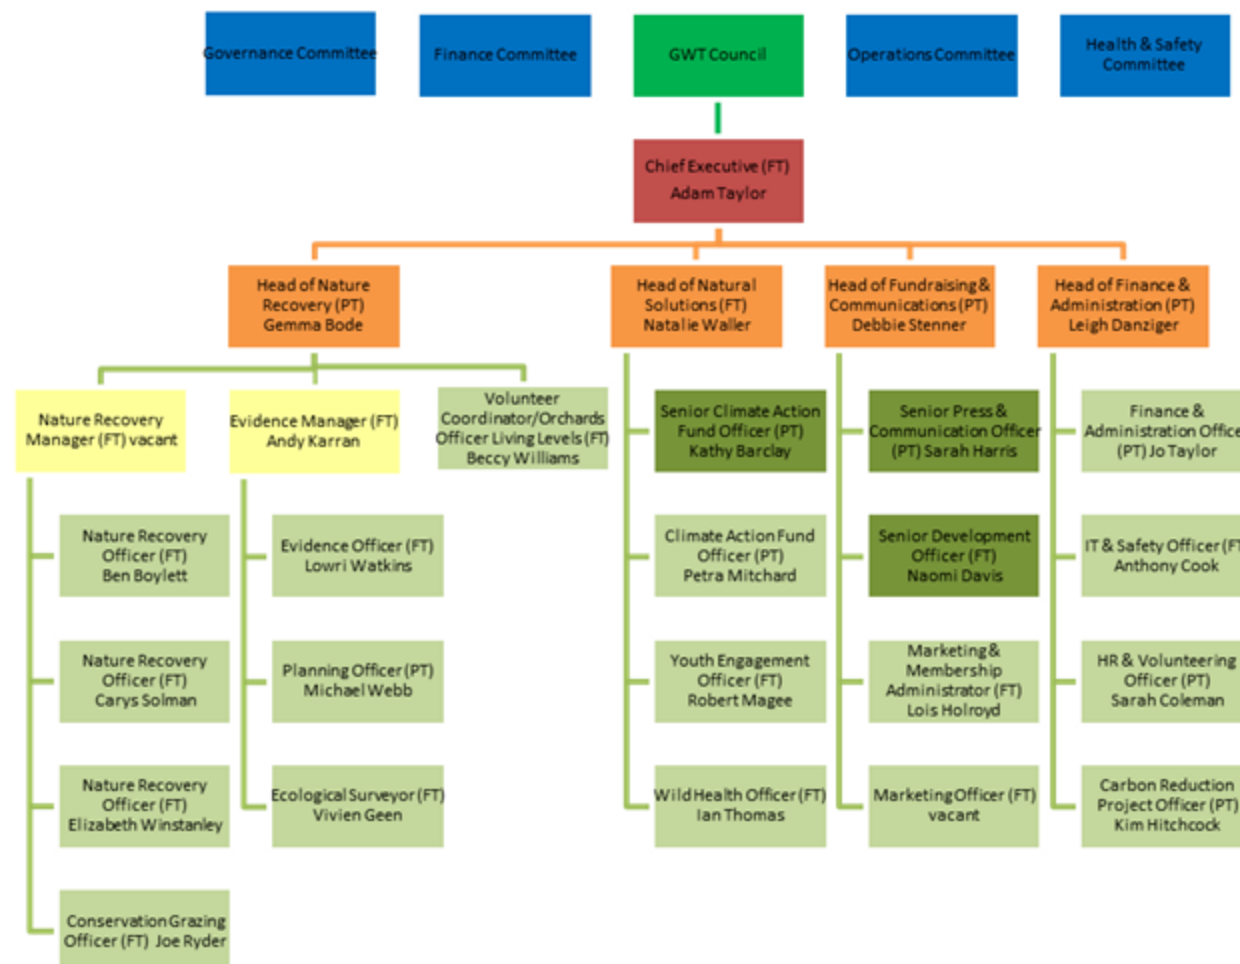 Governance Committee
Finance Committee
GWT Council
Operations Committee
Health & Safety
Committee
Chief Executive (FT)
Adam Taylor
Head of Nature
Recovery (PT)
Gemma Bode
Head of Natural
Solutions (FT)
Natalie Waller
Head of Fundraising &
Communications (PT)
Debbie Stenner
Head of Finance &
Administration (PT)
Leigh Danziger
Nature Recovery
Manager (FT) vacant
Evidence Manager (FT)
Andy Karran
Volunteer
Coordinator/Orchards
Officer Living Levels (FT)
Beccy Williams
Senior Climate Action
Fund Officer (PT)
Kathy Barclay
Senior Press &
Communication Officer
(PT) Sarah Harris
Finance &
Administration Office
(PT) Jo Taylor
Nature Recovery
Officer (FT)
Ben Boylett
Evidence Officer (FT)
Lowri Watkins
Climate Action Fund
Officer (PT)
Petra Mitchard
Senior Development
Officer (FT)
Naomi Davis
IT & Safety Officer (FT
Anthony Cook
Nature Recovery
Officer (FT)
Carys Solman
Planning Officer (PT)
Michael Webb
Youth Engagement
Officer (FT)
Robert Magee
Marketing &
Membership
Administrator (FT)
Lois Holroyd
HR & Volunteering
Officer (PT)
Sarah Coleman
Nature Recovery
Officer (FT)
Elizabeth Winstanley
Ecological Surveyor (FT)
Vivien Geen
Wild Health Officer (FT)
Ian Thomas
Marketing Officer (FT)
vacant
Carbon Reduction
Project Officer (PT)
Kim Hitchcock
Conservation Grazing
Officer (FT) Joe Ryder